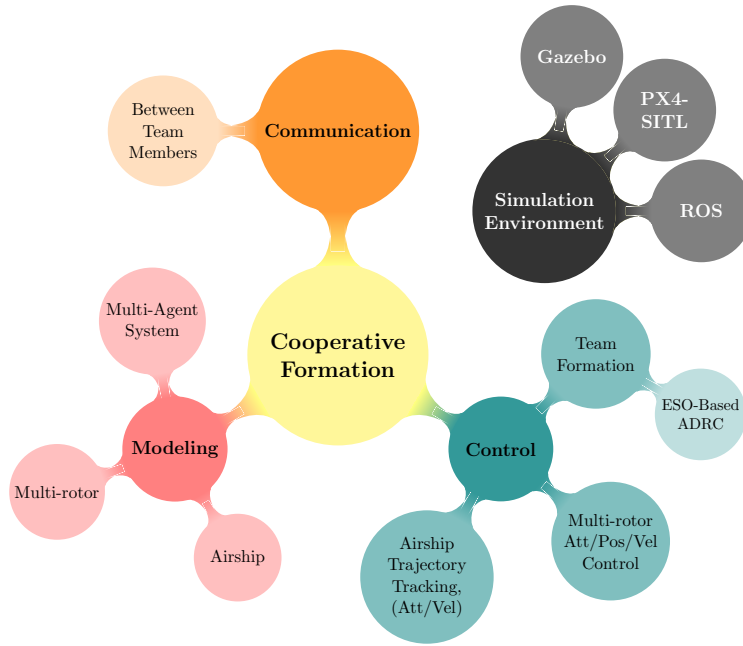 Gazebo
PX4-
SITL
Between
Team
Members
Communication
Simulation
Environment
ROS
Multi-Agent
System
Cooperative
Formation
Team
Formation
ESO-Based
ADRC
Modeling
Control
Multi-rotor
Airship
Airship
Trajectory
Tracking,
(Att/Vel)
Multi-rotor
Att/Pos/Vel
Control